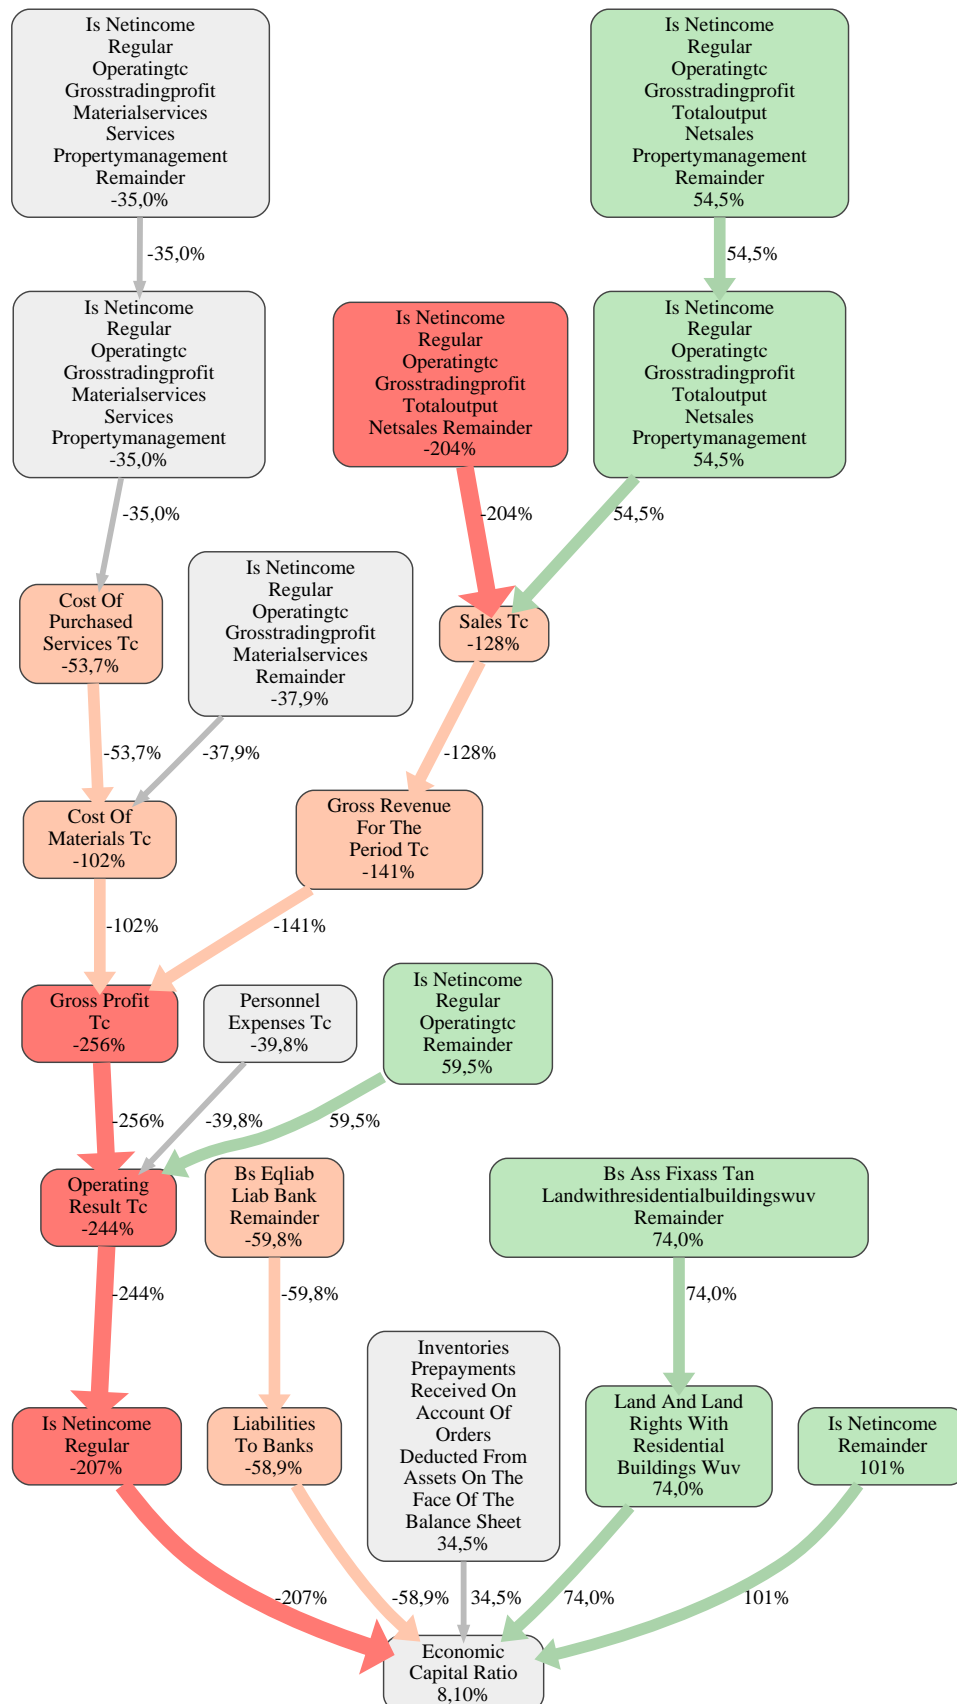 Is Netincome
Regular
Operatingtc
Grosstradingprofit
Materialservices
Services
Propertymanagement
Remainder
-35,0%
Is Netincome
Regular
Operatingtc
Grosstradingprofit
Totaloutput
Netsales
Propertymanagement
Remainder
54,5%
-35,0%
54,5%
Is Netincome
Regular
Operatingtc
Grosstradingprofit
Materialservices
Services
Propertymanagement
-35,0%
Is Netincome
Regular
Operatingtc
Grosstradingprofit
Totaloutput
Netsales Remainder
-204%
Is Netincome
Regular
Operatingtc
Grosstradingprofit
Totaloutput
Netsales
Propertymanagement
54,5%
-35,0%
-204%
54,5%
Cost Of
Purchased
Services Tc
-53,7%
Is Netincome
Regular
Operatingtc
Grosstradingprofit
Materialservices
Remainder
-37,9%
Sales Tc
-128%
-53,7%
-37,9%
-128%
Cost Of
Materials Tc
-102%
Gross Revenue
For The
Period Tc
-141%
-102%
-141%
Gross Profit
Tc
-256%
Personnel
Expenses Tc
-39,8%
Is Netincome
Regular
Operatingtc
Remainder
59,5%
-256%
-39,8%
59,5%
Operating
Result Tc
-244%
Bs Eqliab
Liab Bank
Remainder
-59,8%
Bs Ass Fixass Tan
Landwithresidentialbuildingswuv
Remainder
74,0%
-244%
-59,8%
74,0%
Is Netincome
Regular
-207%
Liabilities
To Banks
-58,9%
Inventories
Prepayments
Received On
Account Of
Orders
Deducted From
Assets On The
Face Of The
Balance Sheet
34,5%
Land And Land
Rights With
Residential
Buildings Wuv
74,0%
Is Netincome
Remainder
101%
-207%
-58,9%
34,5%
74,0%
101%
Economic
Capital Ratio
8,10%